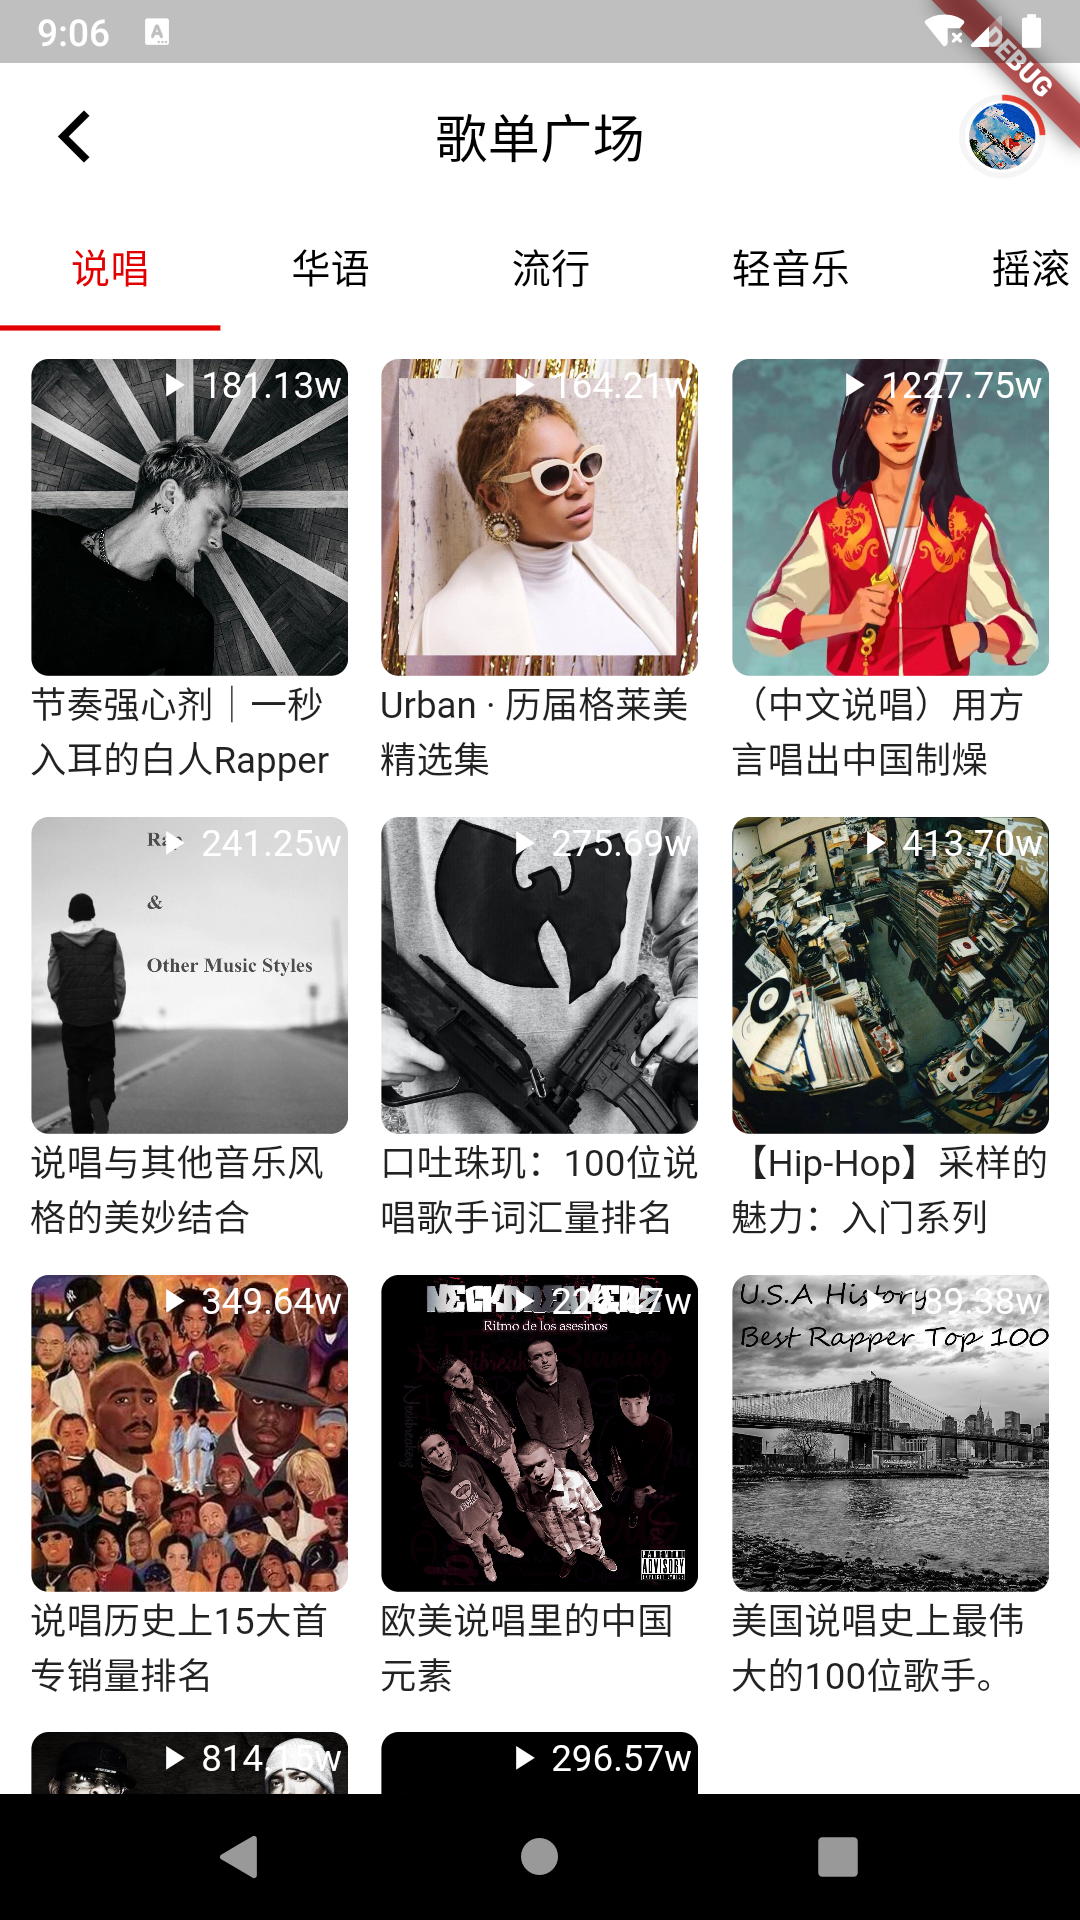 9:06
DEBUG
歌单广场
说唱 华语 流行 轻音乐 摇滚
181.13w
164.21w
1227.75w
节奏强心剂｜一秒
入耳的白人Rapper
Urban · 历届格莱美
精选集
（中文说唱）用方
言唱出中国制燥
241.25w
&
Other Music Styles
275.69w
413.70w
说唱与其他音乐风
格的美妙结合
口吐珠玑：100位说
唱歌手词汇量排名
【Hip-Hop】采样的
魅力：入门系列
349.64w
Ritmo de los asesinos
ADVISORY
U.S.A History
89.38w
Best Rapper Top 100
说唱历史上15大首
专销量排名
欧美说唱里的中国
元素
美国说唱史上最伟
大的100位歌手。
814.15w
296.57w